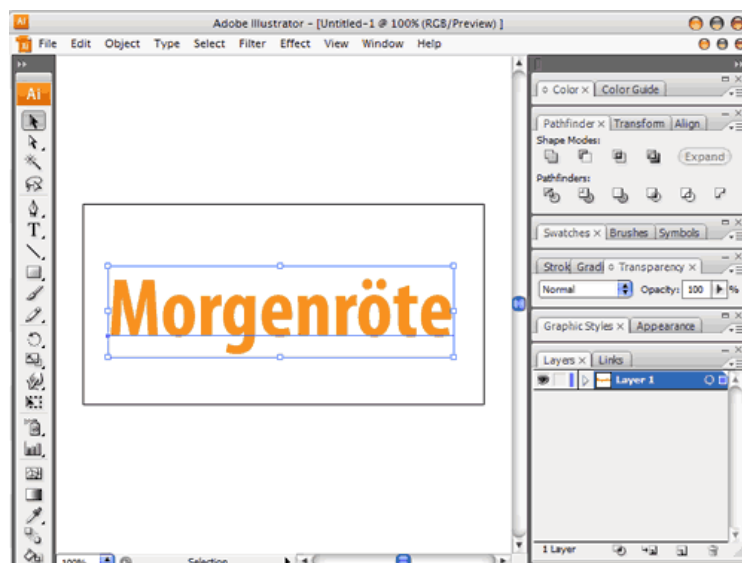 Ai
Adobe Illustrator - [Untitled-1 @ 100% (RGB/Preview) ]
File Edit Object Type Select Filter Effect View Window Help
Ai
T
Morgenröte
Color × Color Guide
Pathfinder × Transform Align
Shape Modes:
Expand
Pathfinders:
Swatches × Brushes Symbols
Strok Gradi Transparency ×
Normal Opacity: 100 %
Graphic Styles × Appearance
Layers × Links
Layer 1
1 Layer
100% Selection